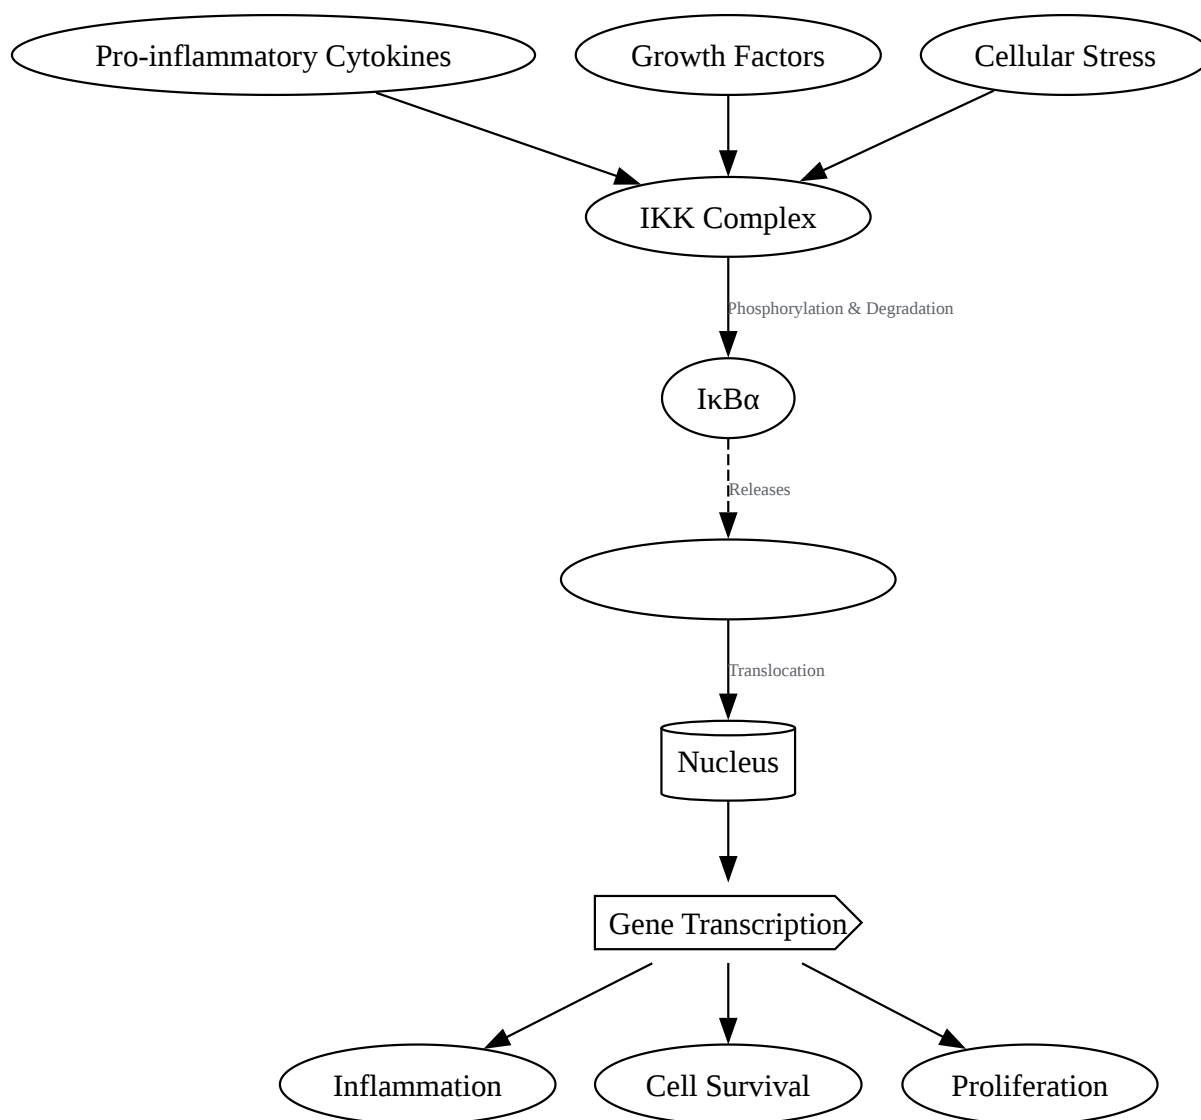 Pro-inflammatory Cytokines
Growth Factors
Cellular Stress
IKK Complex
Phosphorylation & Degradation
IκBα
Releases
Translocation
Nucleus
Gene Transcription
Inflammation
Cell Survival
Proliferation